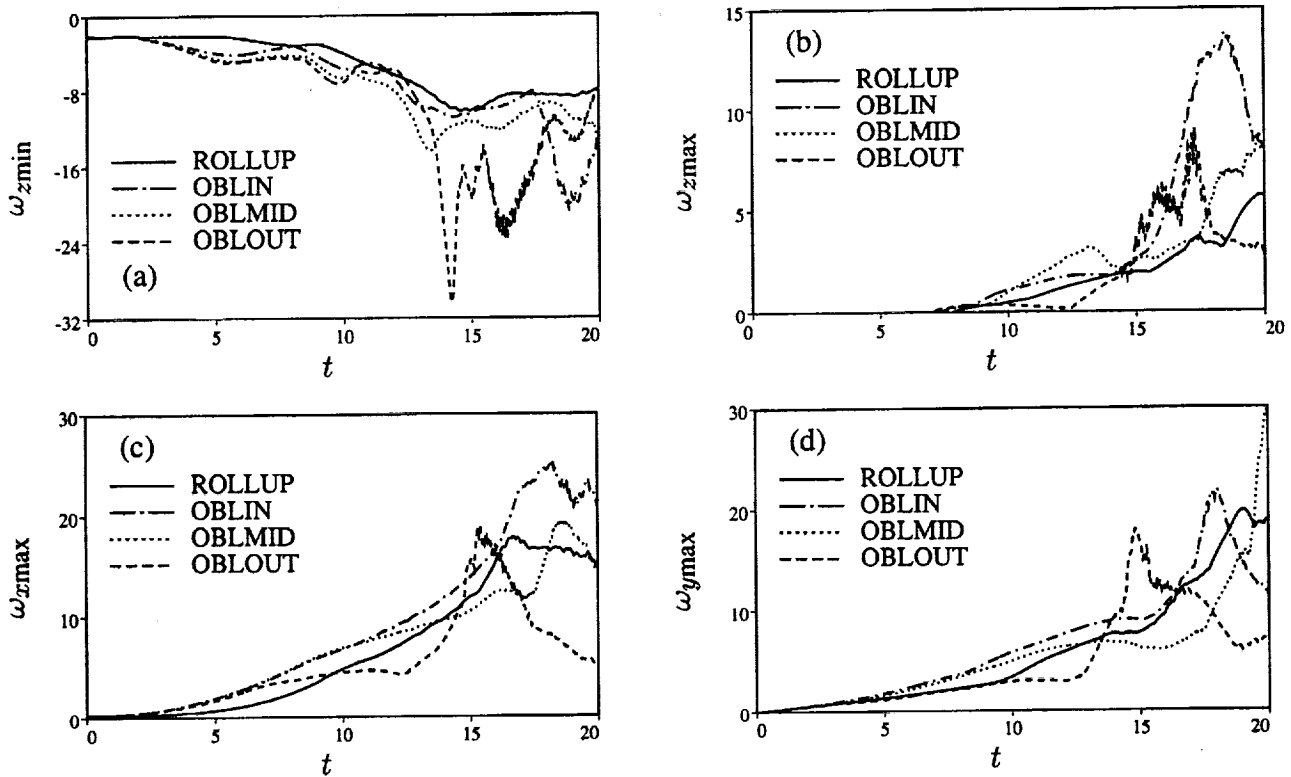 0
-8
-16
-24
-32
ω_zmin
ROLLUP
OBLIN
OBLMID
OBLOUT
(a)
0 5 10 15 20
t
15
10
5
0
ω_zmax
(b)
ROLLUP
OBLIN
OBLMID
OBLOUT
0 5 10 15 20
t
30
20
10
0
ω_xmax
(c)
ROLLUP
OBLIN
OBLMID
OBLOUT
0 5 10 15 20
t
30
20
10
0
ω_ymax
(d)
ROLLUP
OBLIN
OBLMID
OBLOUT
0 5 10 15 20
t